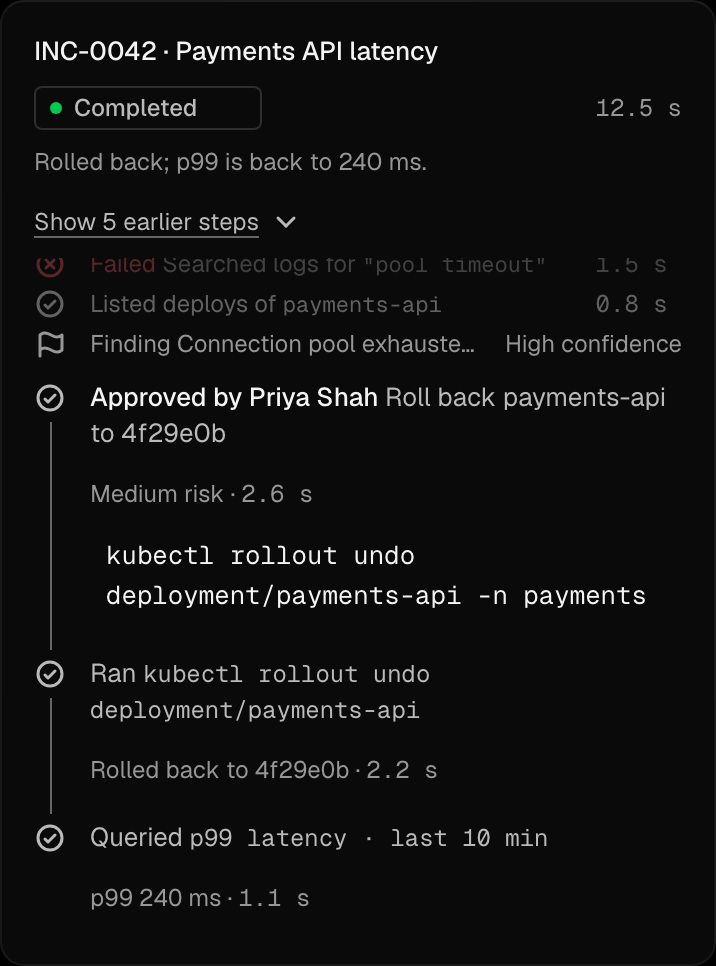 INC-0042 · Payments API latency
Completed
12.5 s
Rolled back; p99 is back to 240 ms.
Show 5 earlier steps
Failed Searched logs for "pool timeout" 1.5 s
Listed deploys of payments-api 0.8 s
Finding Connection pool exhauste… High confidence
Approved by Priya Shah Roll back payments-api
to 4f29e0b
Medium risk · 2.6 s
kubectl rollout undo
deployment/payments-api -n payments
Ran kubectl rollout undo
deployment/payments-api
Rolled back to 4f29e0b · 2.2 s
Queried p99 latency · last 10 min
p99 240 ms · 1.1 s